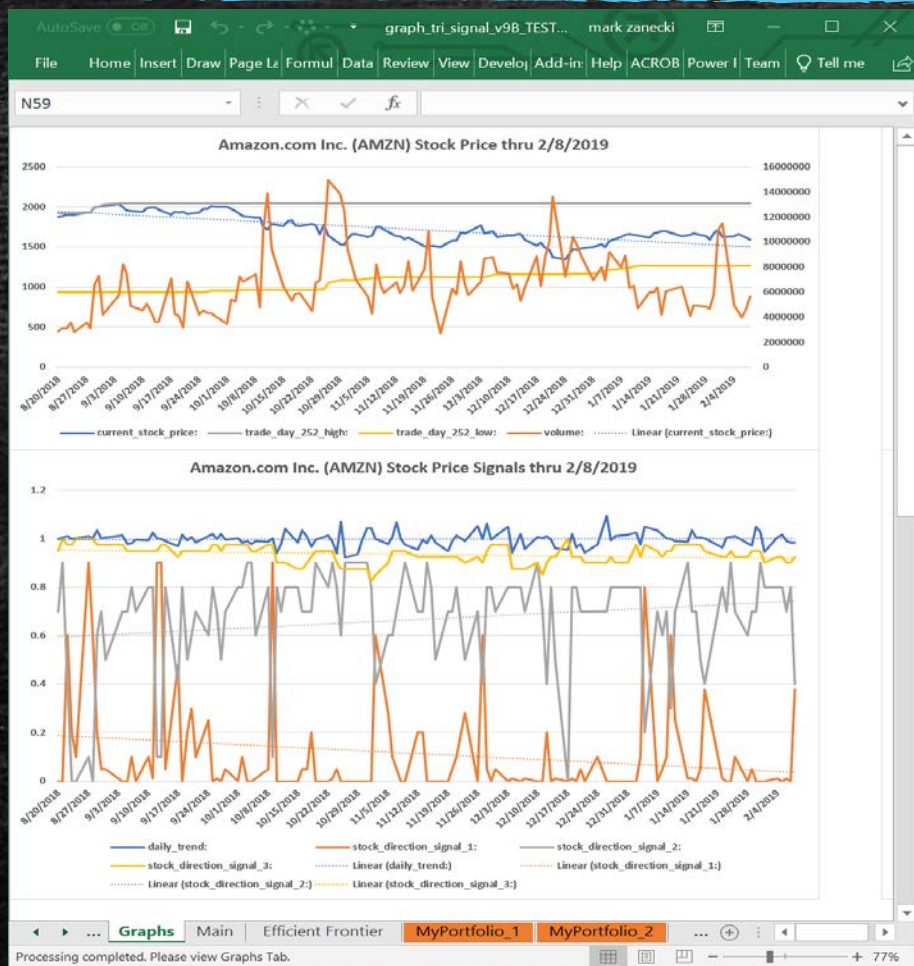 AutoSave Off graph_tri_signal_v9B_TEST... mark zanecki
File Home Insert Draw Page La Formul Data Review View Develo Add-in: Help ACROB Power I Team Tell me
N59 fx
Amazon.com Inc. (AMZN) Stock Price thru 2/8/2019
2500 16000000
14000000
2000 12000000
1500 10000000
8000000
1000 6000000
500 4000000
2000000
0 0
8/20/2018 8/27/2018 9/3/2018 9/10/2018 9/17/2018 9/24/2018 10/1/2018 10/8/2018 10/15/2018 10/22/2018 10/29/2018 11/5/2018 11/12/2018 11/19/2018 11/26/2018 12/3/2018 12/10/2018 12/17/2018 12/24/2018 12/31/2018 1/7/2019 1/14/2019 1/21/2019 1/28/2019 2/4/2019
current_stock_price: trade_day_252_high: trade_day_252_low: volume: Linear (current_stock_price:)
Amazon.com Inc. (AMZN) Stock Price Signals thru 2/8/2019
1.2
1
0.8
0.6
0.4
0.2
0
8/20/2018 8/27/2018 9/3/2018 9/10/2018 9/17/2018 9/24/2018 10/1/2018 10/8/2018 10/15/2018 10/22/2018 10/29/2018 11/5/2018 11/12/2018 11/19/2018 11/26/2018 12/3/2018 12/10/2018 12/17/2018 12/24/2018 12/31/2018 1/7/2019 1/14/2019 1/21/2019 1/28/2019 2/4/2019
daily_trend: stock_direction_signal_1: stock_direction_signal_2:
stock_direction_signal_3: Linear (daily_trend:) Linear (stock_direction_signal_1:)
Linear (stock_direction_signal_2:) Linear (stock_direction_signal_3:)
... Graphs Main Efficient Frontier MyPortfolio_1 MyPortfolio_2 ...
Processing completed. Please view Graphs Tab. 77%